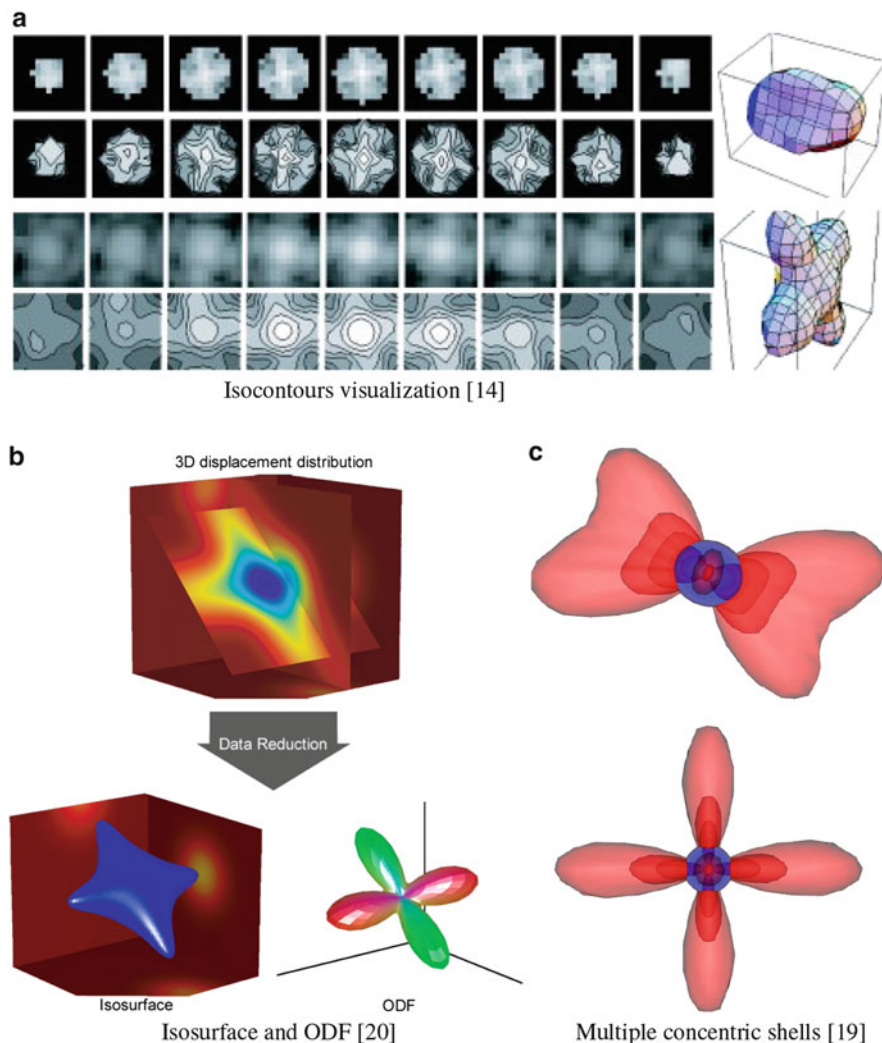 a
Isocontours visualization [14]
b
3D displacement distribution
Data Reduction
Isosurface
ODF
Isosurface and ODF [20]
c
Multiple concentric shells [19]